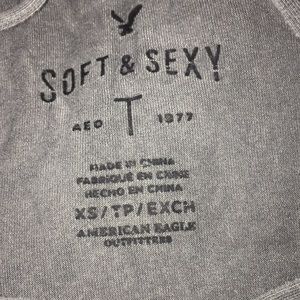 SOFT & SEXY
AEO T 1977
MADE IN CHINA
FABRIQUÉ EN CHINE
HECHO EN CHINA
XS/TP/EXCH
AMERICAN EAGLE
OUTFITTERS